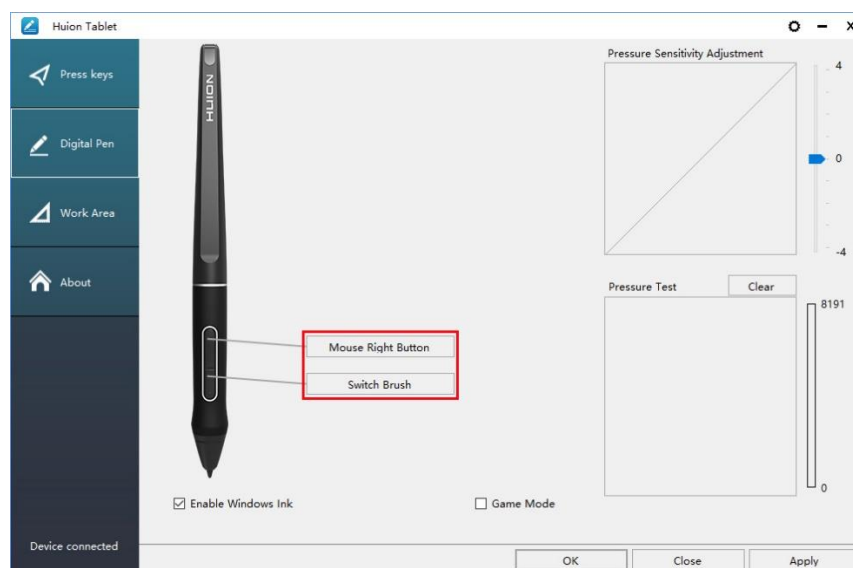 Huion Tablet
Press keys
Digital Pen
Work Area
About
Device connected
HUION
Mouse Right Button
Switch Brush
Enable Windows Ink
Game Mode
Pressure Sensitivity Adjustment
4
0
-4
Pressure Test
Clear
8191
0
OK
Close
Apply